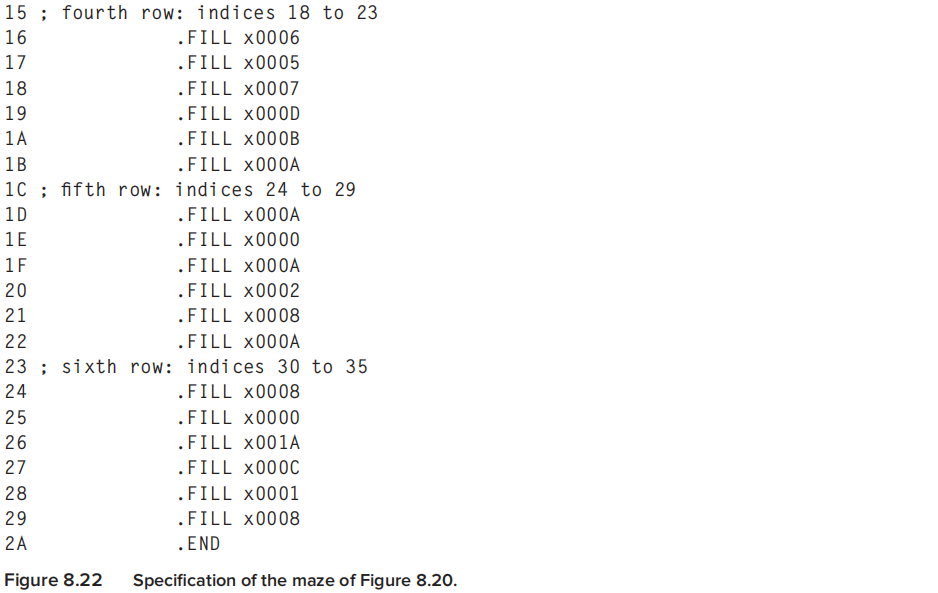 15 ; fourth row: indices 18 to 23
16 .FILL x0006
17 .FILL x0005
18 .FILL x0007
19 .FILL x000D
1A .FILL x000B
1B .FILL x000A
1C ; fifth row: indices 24 to 29
1D .FILL x000A
1E .FILL x0000
1F .FILL x000A
20 .FILL x0002
21 .FILL x0008
22 .FILL x000A
23 ; sixth row: indices 30 to 35
24 .FILL x0008
25 .FILL x0000
26 .FILL x001A
27 .FILL x000C
28 .FILL x0001
29 .FILL x0008
2A .END
Figure 8.22 Specification of the maze of Figure 8.20.